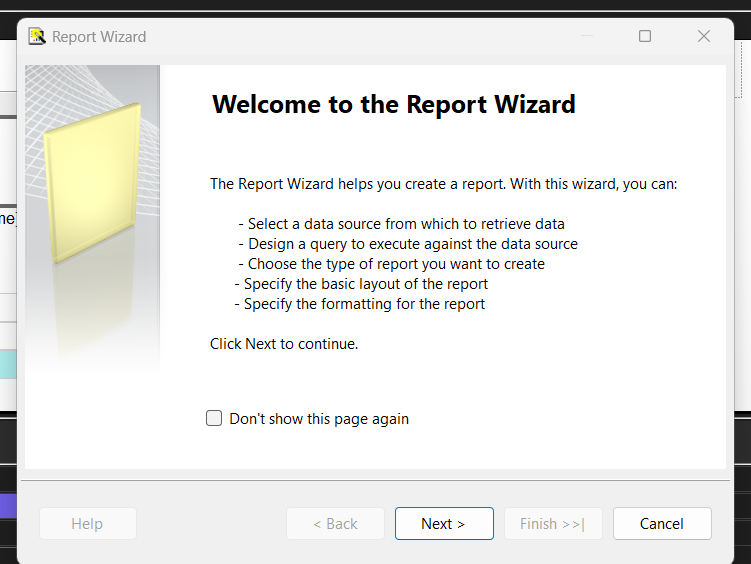 Report Wizard
Welcome to the Report Wizard
The Report Wizard helps you create a report. With this wizard, you can:
- Select a data source from which to retrieve data
- Design a query to execute against the data source
- Choose the type of report you want to create
- Specify the basic layout of the report
- Specify the formatting for the report
Click Next to continue.
Don't show this page again
Help
< Back
Next >
Finish >>|
Cancel